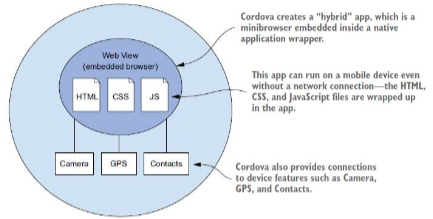 Cordova creates a “hybrid” app, which is a
minibrowser embedded inside a native
application wrapper.
Web View
(embedded browser)
HTML
CSS
JS
This app can run on a mobile device even
without a network connection—the HTML,
CSS, and JavaScript files are wrapped up
in the app.
Camera
GPS
Contacts
Cordova also provides connections
to device features such as Camera,
GPS, and Contacts.